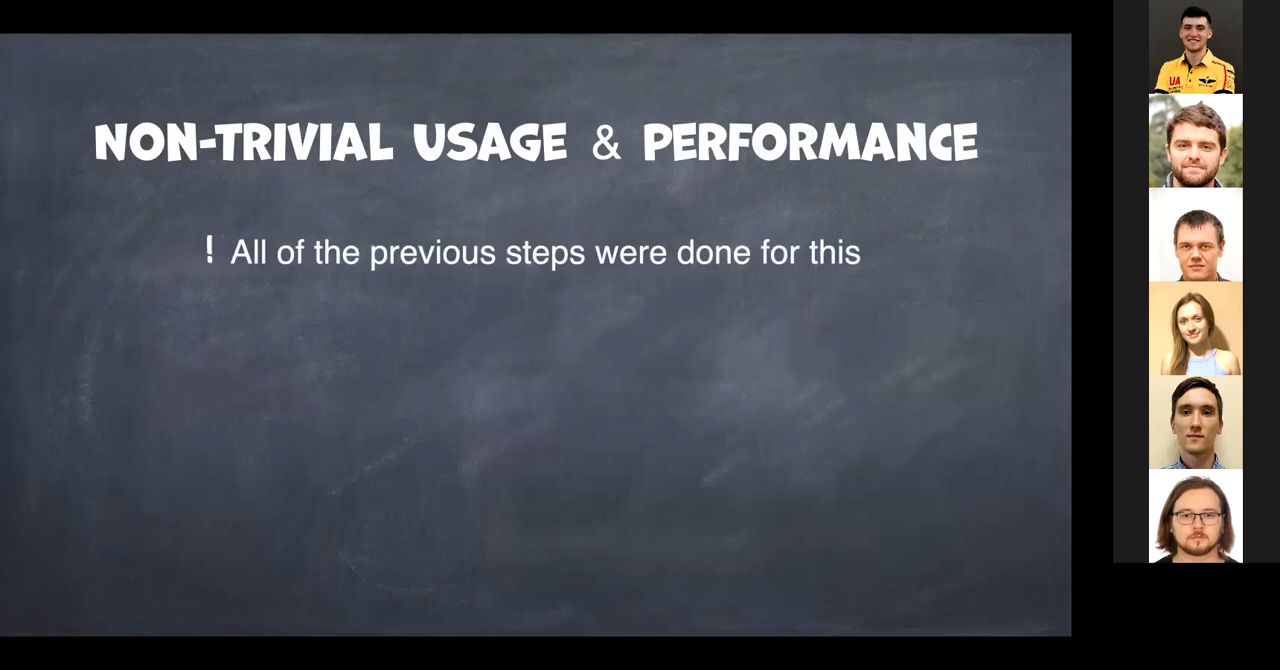 NON-TRIVIAL USAGE & PERFORMANCE
! All of the previous steps were done for this
UA